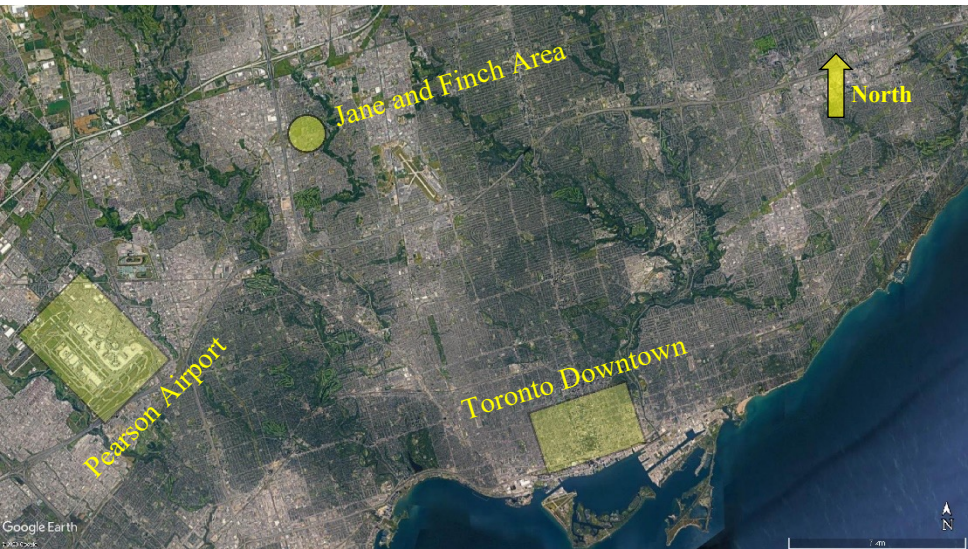 Jane and Finch Area
North
Toronto Downtown
Pearson Airport
Google Earth
N